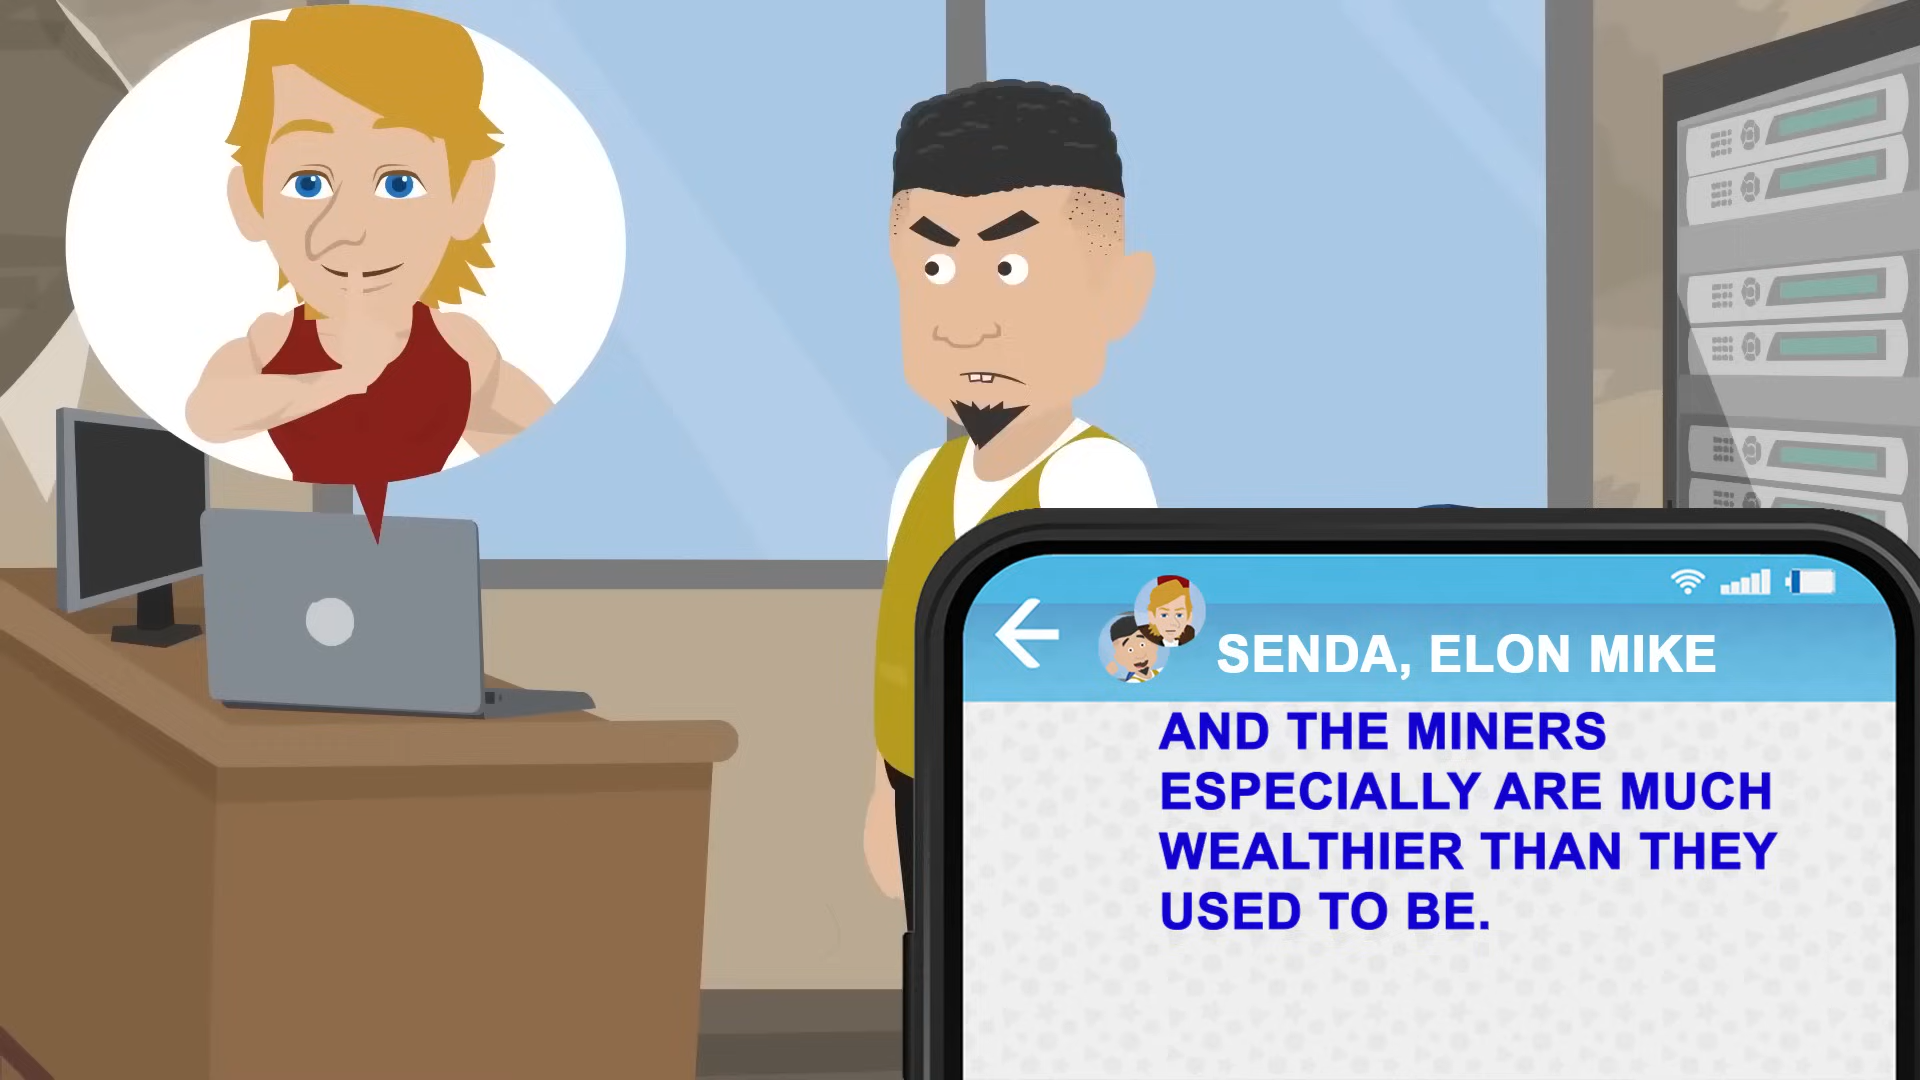 SENDA, ELON MIKE
AND THE MINERS
ESPECIALLY ARE MUCH
WEALTHIER THAN THEY
USED TO BE.